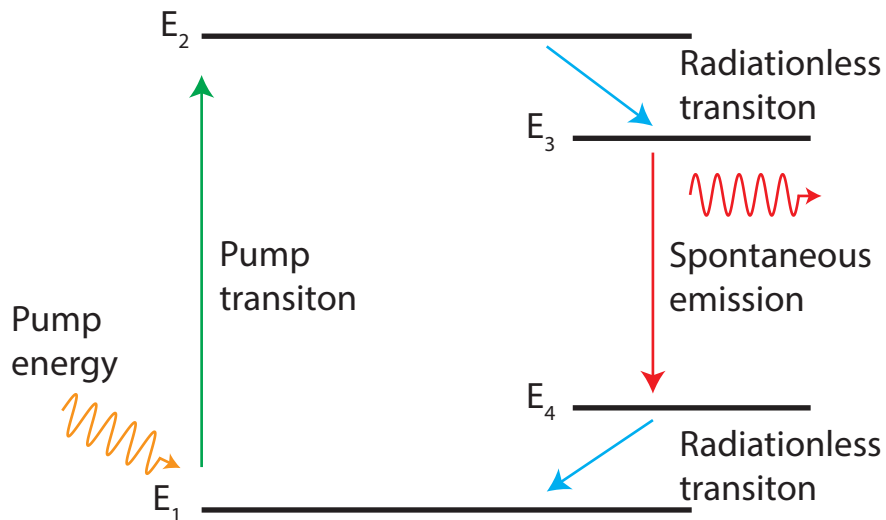 E2
Radiationless
transiton
E3
Pump
transiton
Spontaneous
emission
Pump
energy
E4
Radiationless
transiton
E1